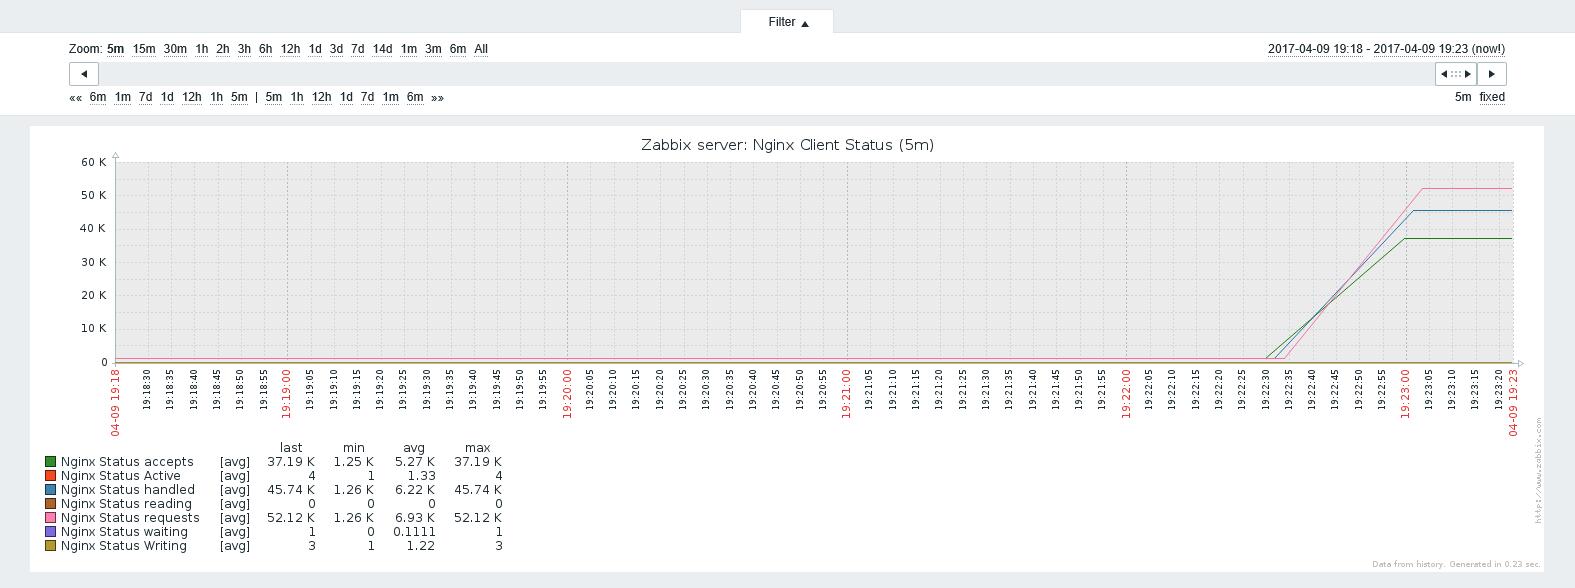 Filter ▲
Zoom: 5m 15m 30m 1h 2h 3h 6h 12h 1d 3d 7d 14d 1m 3m 6m All
2017-04-09 19:18 - 2017-04-09 19:23 (now!)
«« 6m 1m 7d 1d 12h 1h 5m | 5m 1h 12h 1d 7d 1m 6m »»
5m fixed
Zabbix server: Nginx Client Status (5m)
60 K
50 K
40 K
30 K
20 K
10 K
0
04-09 19:18 19:18:30 19:18:35 19:18:40 19:18:45 19:18:50 19:18:55 19:19:00 19:19:05 19:19:10 19:19:15 19:19:20 19:19:25 19:19:30 19:19:35 19:19:40 19:19:45 19:19:50 19:19:55 19:20:00 19:20:05 19:20:10 19:20:15 19:20:20 19:20:25 19:20:30 19:20:35 19:20:40 19:20:45 19:20:50 19:20:55 19:21:00 19:21:05 19:21:10 19:21:15 19:21:20 19:21:25 19:21:30 19:21:35 19:21:40 19:21:45 19:21:50 19:21:55 19:22:00 19:22:05 19:22:10 19:22:15 19:22:20 19:22:25 19:22:30 19:22:35 19:22:40 19:22:45 19:22:50 19:22:55 19:23:00 19:23:05 19:23:10 19:23:15 19:23:20 04-09 19:23
last min avg max
Nginx Status accepts [avg] 37.19 K 1.25 K 5.27 K 37.19 K
Nginx Status Active [avg] 4 1 1.33 4
Nginx Status handled [avg] 45.74 K 1.26 K 6.22 K 45.74 K
Nginx Status reading [avg] 0 0 0 0
Nginx Status requests [avg] 52.12 K 1.26 K 6.93 K 52.12 K
Nginx Status waiting [avg] 1 0 0.1111 1
Nginx Status Writing [avg] 3 1 1.22 3
http://www.zabbix.com
Data from history. Generated in 0.23 sec.